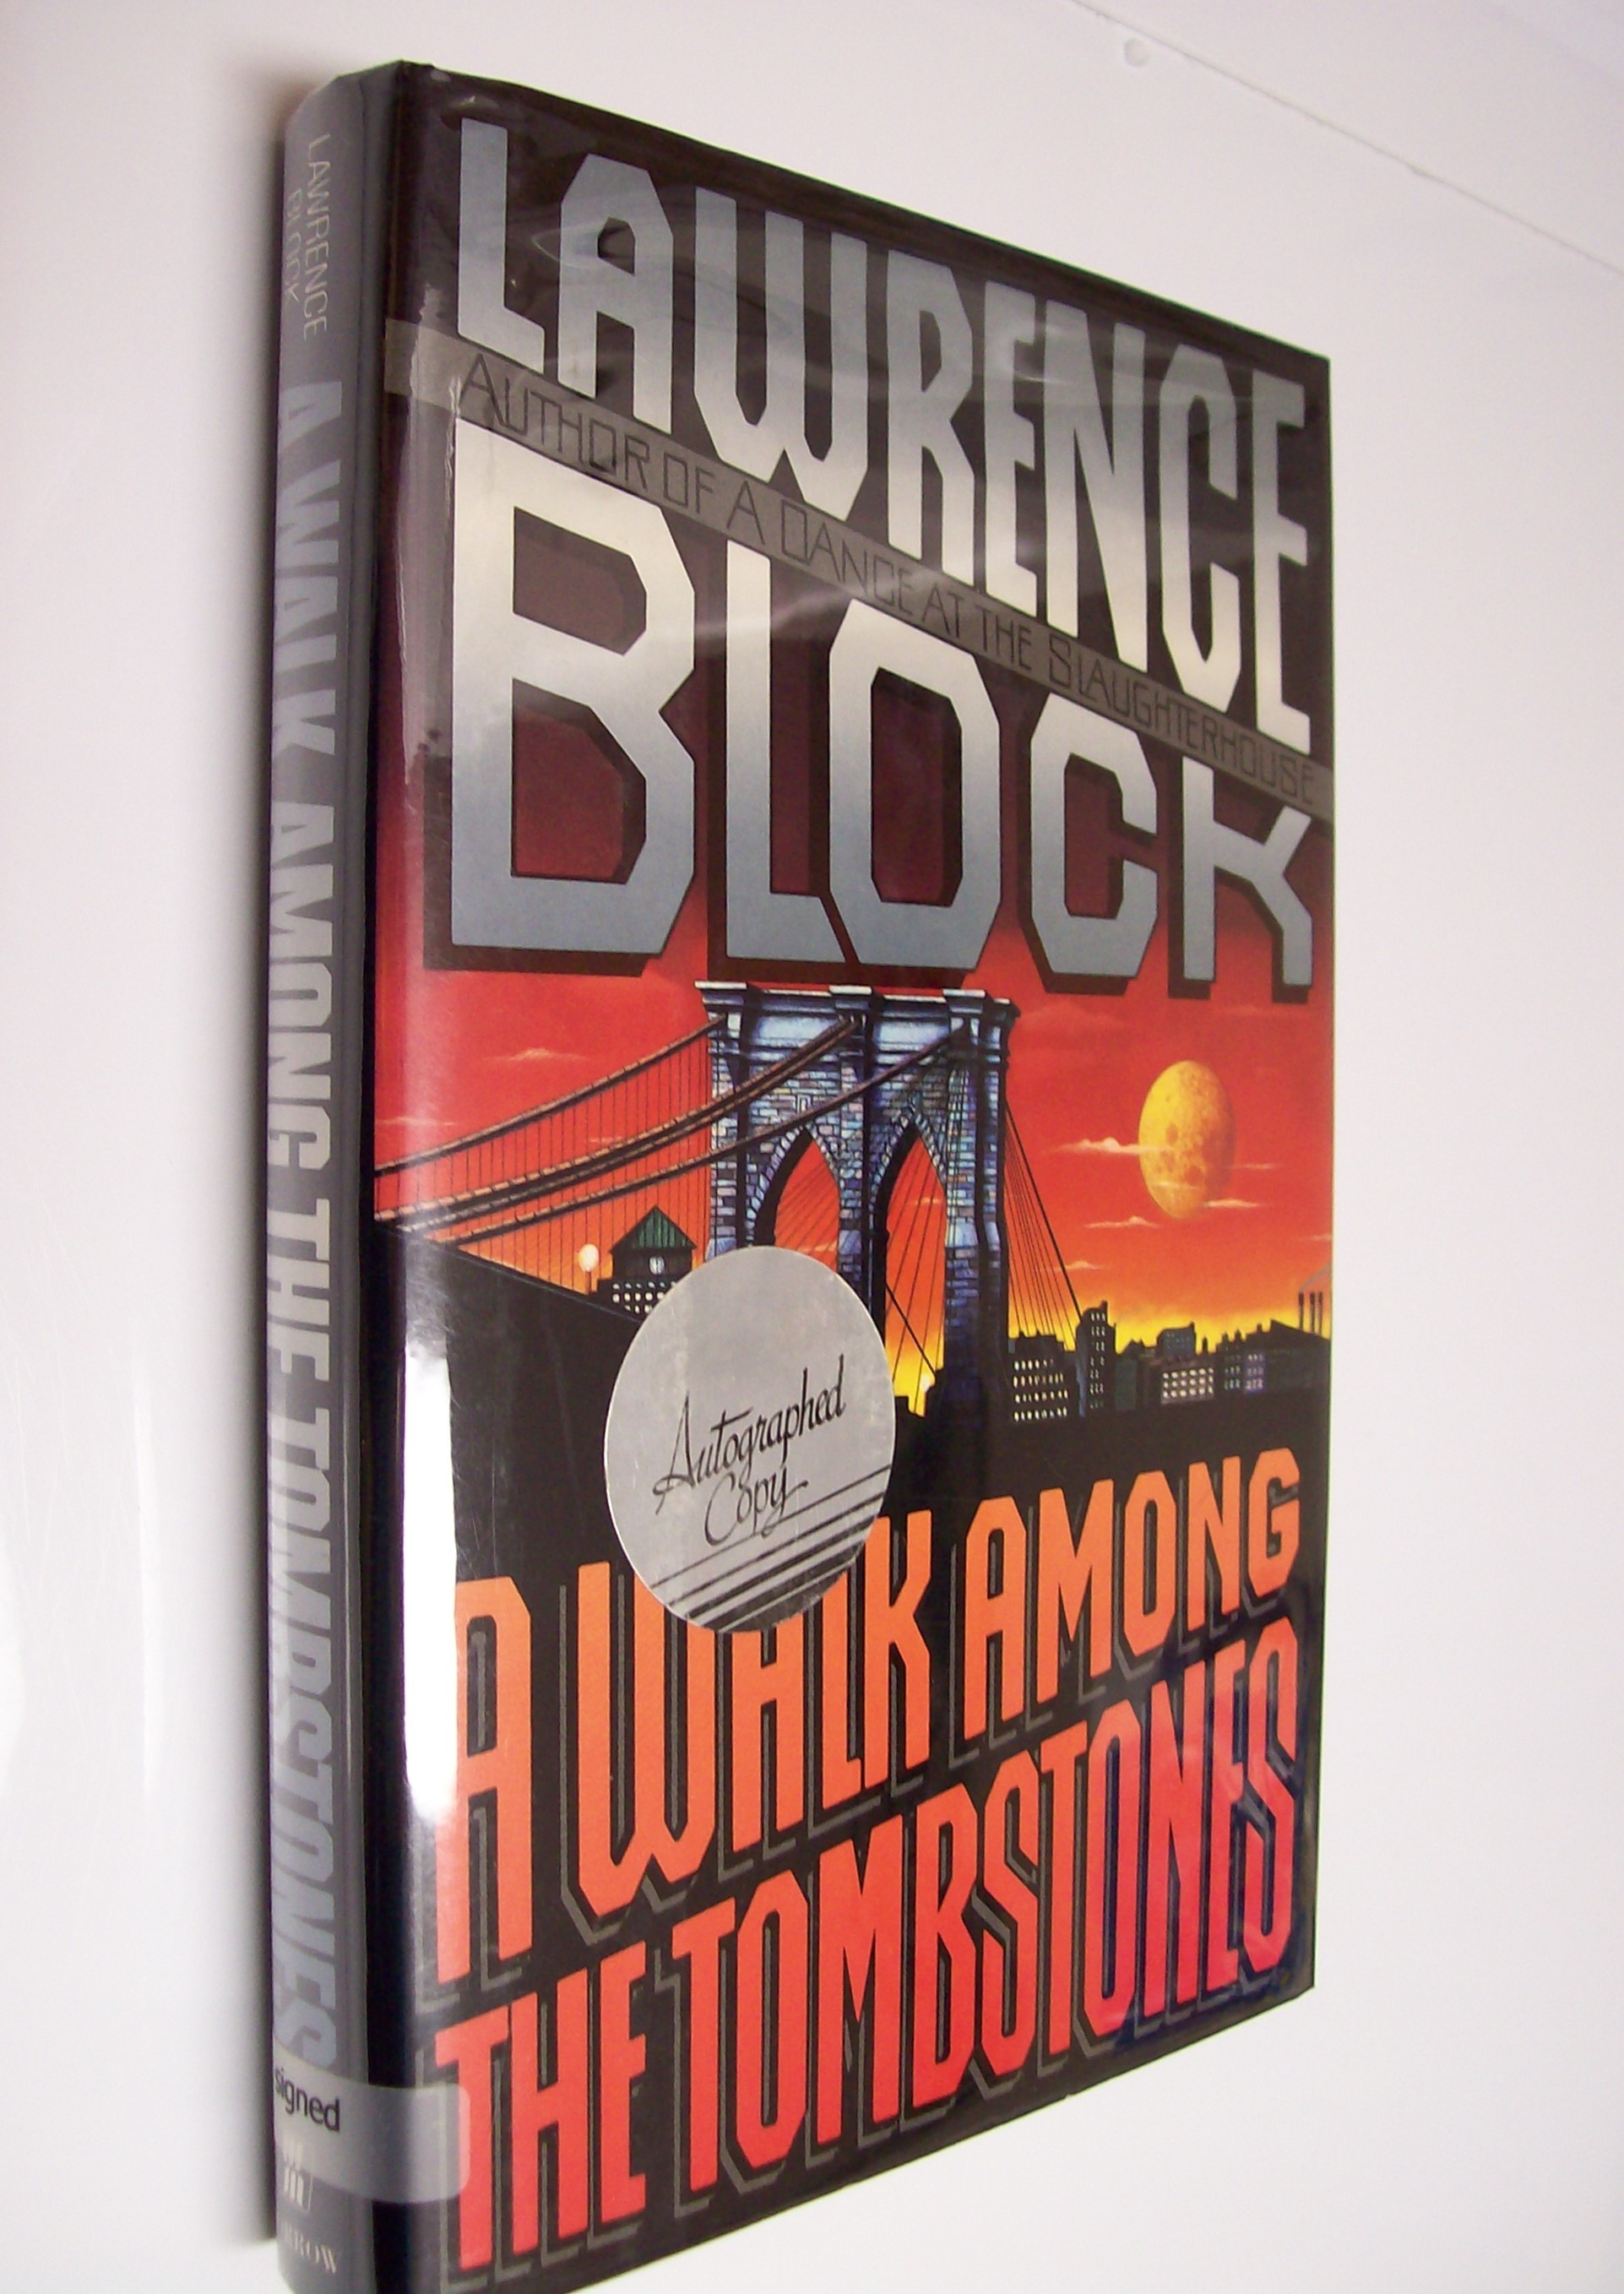 LAWRENCE
BLOCK
A WALK AMONG THE TOMBSTONES
signed
LAWRENCE
AUTHOR OF A DANCE AT THE SLAUGHTERHOUSE
BLOCK
Autographed
Copy
A WALK AMONG
THE TOMBSTONES